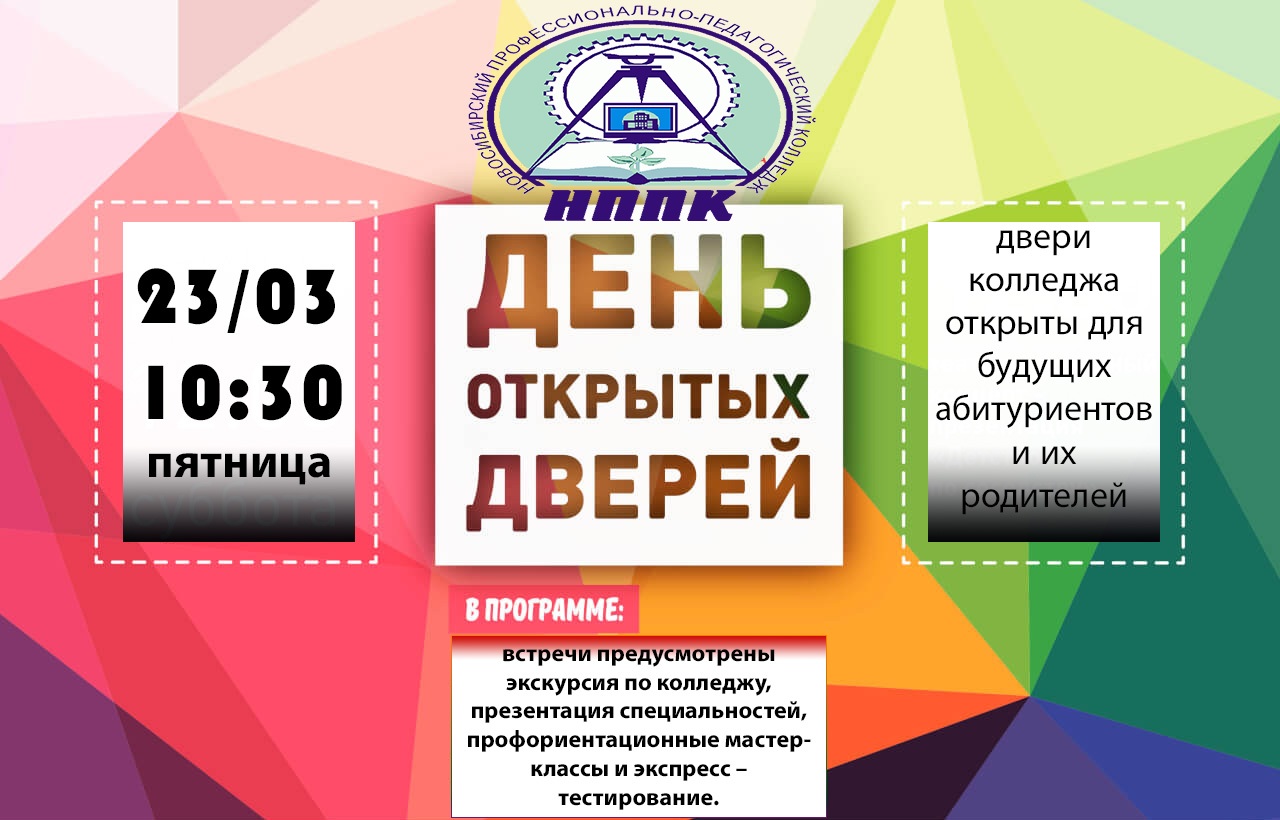 НОВОСИБИРСКИЙ ПРОФЕССИОНАЛЬНО-ПЕДАГОГИЧЕСКИЙ КОЛЛЕДЖ
НППК
23/03
10:30
пятница
суббота
ДЕНЬ
ОТКРЫТЫХ
ДВЕРЕЙ
двери
колледжа
открыты для
будущих
абитуриентов
и их
родителей
В ПРОГРАММЕ:
встречи предусмотрены
экскурсия по колледжу,
презентация специальностей,
профориентационные мастер-
классы и экспресс –
тестирование.